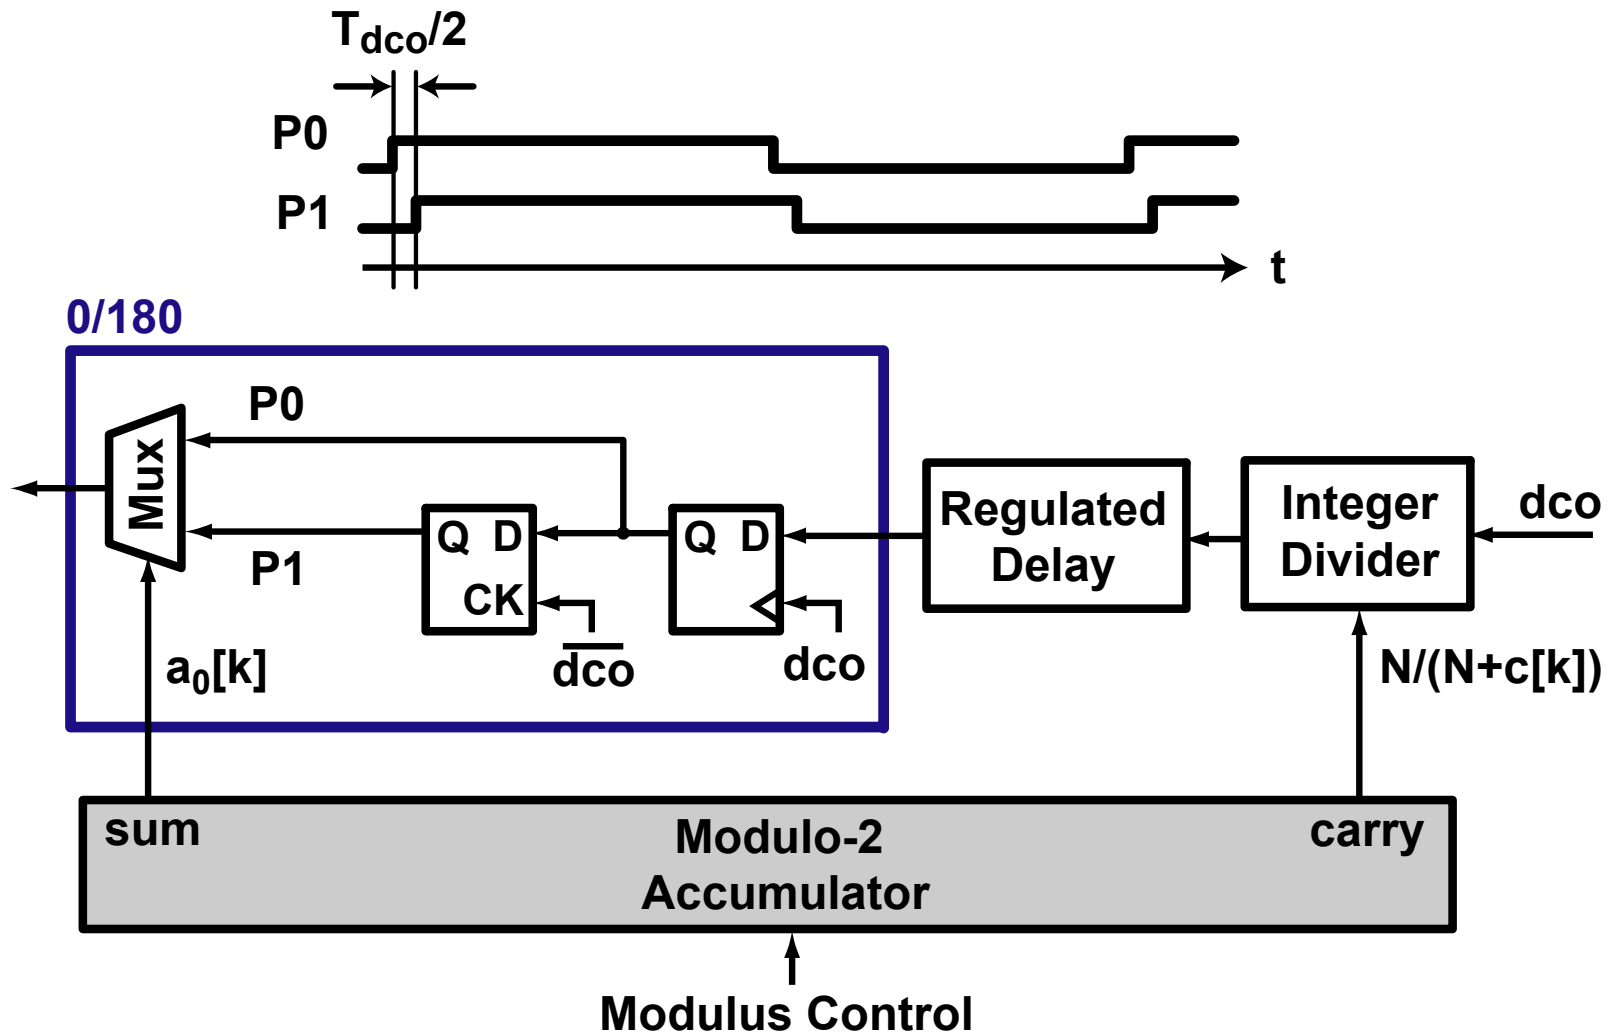 T_dco/2
P0
P1
t
0/180
P0
Mux
P1
Q D
CK
Q D
dco
dco
a₀[k]
Regulated
Delay
Integer
Divider
dco
N/(N+c[k])
sum
Modulo-2
Accumulator
carry
Modulus Control